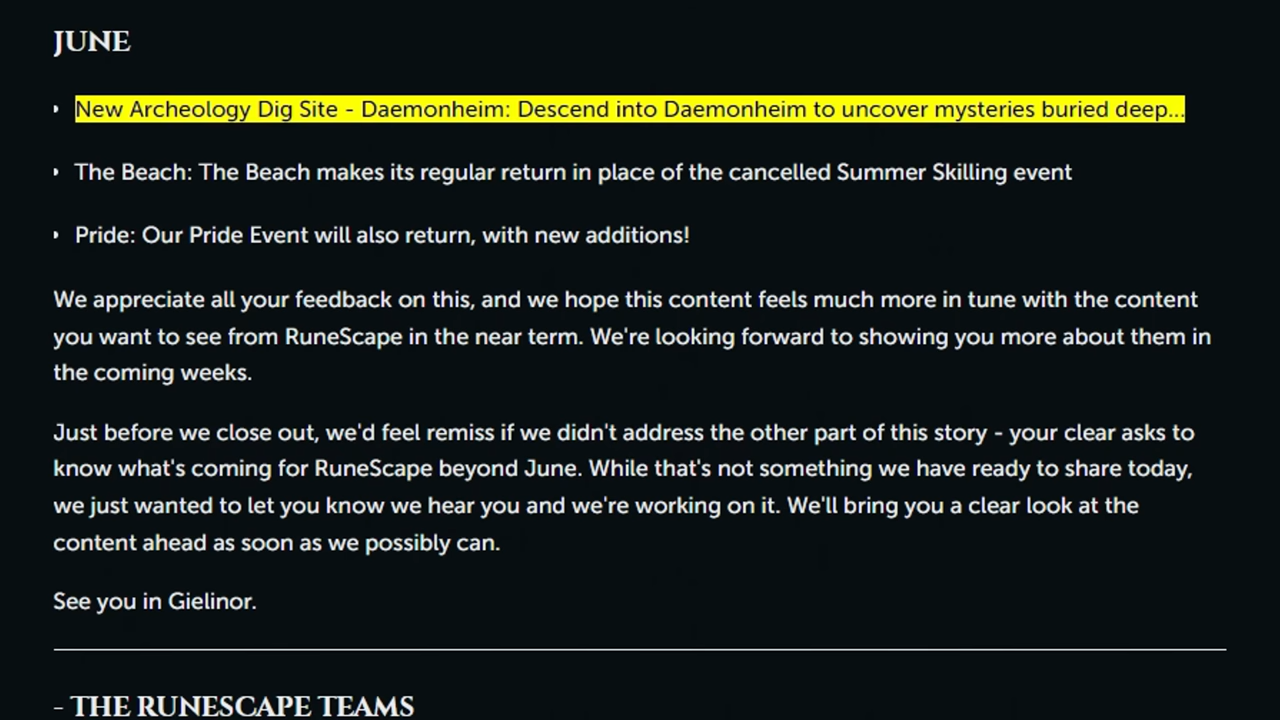 JUNE
New Archeology Dig Site - Daemonheim: Descend into Daemonheim to uncover mysteries buried deep...
The Beach: The Beach makes its regular return in place of the cancelled Summer Skilling event
Pride: Our Pride Event will also return, with new additions!
We appreciate all your feedback on this, and we hope this content feels much more in tune with the content
you want to see from RuneScape in the near term. We're looking forward to showing you more about them in
the coming weeks.
Just before we close out, we'd feel remiss if we didn't address the other part of this story - your clear asks to
know what's coming for RuneScape beyond June. While that's not something we have ready to share today,
we just wanted to let you know we hear you and we're working on it. We'll bring you a clear look at the
content ahead as soon as we possibly can.
See you in Gielinor.
- THE RUNESCAPE TEAMS